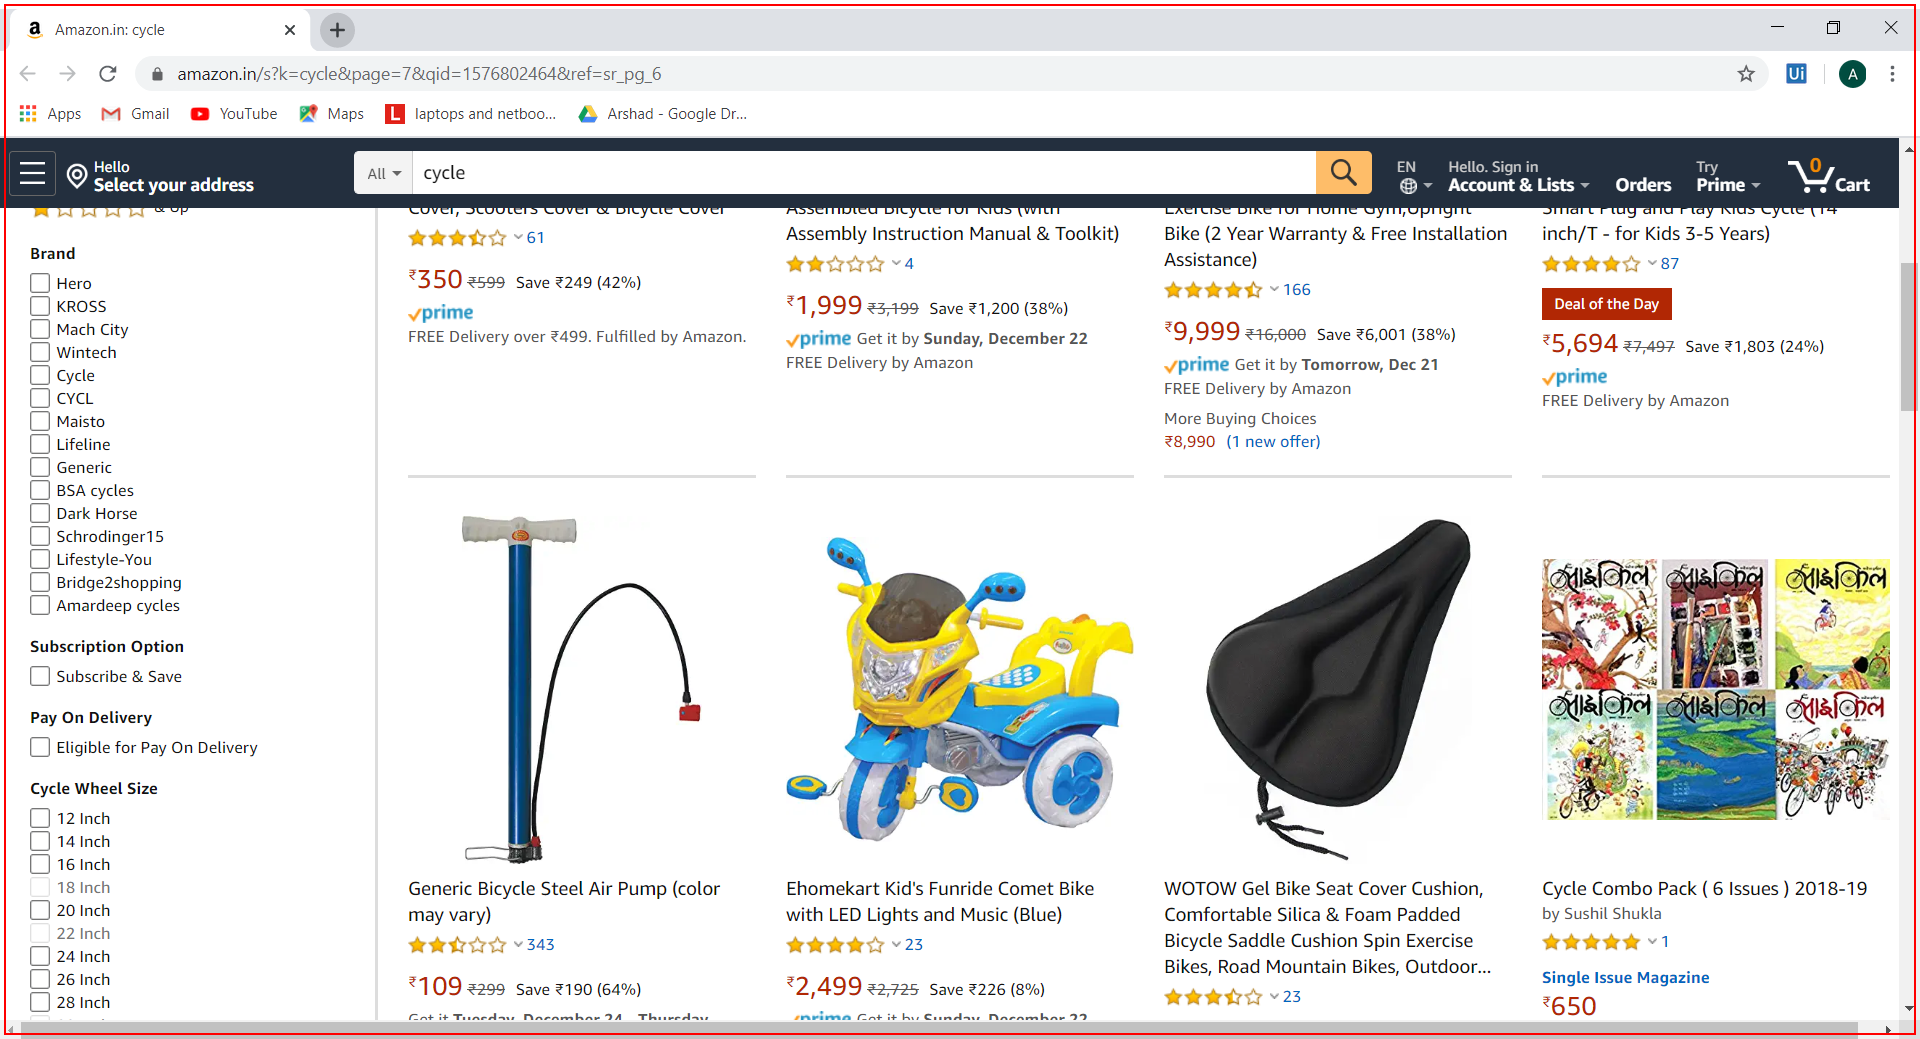 Amazon.in: cycle
amazon.in/s?k=cycle&page=7&qid=1576802464&ref=sr_pg_6
Ui
A
Apps
Gmail
YouTube
Maps
L laptops and netboo...
Arshad - Google Dr...
Hello
Select your address
All
cycle
EN
Hello. Sign in
Account & Lists
Orders
Try
Prime
0
Cart
& Up
Brand
Hero
KROSS
Mach City
Wintech
Cycle
CYCL
Maisto
Lifeline
Generic
BSA cycles
Dark Horse
Schrodinger15
Lifestyle-You
Bridge2shopping
Amardeep cycles
Subscription Option
Subscribe & Save
Pay On Delivery
Eligible for Pay On Delivery
Cycle Wheel Size
12 Inch
14 Inch
16 Inch
18 Inch
20 Inch
22 Inch
24 Inch
26 Inch
28 Inch
Cover, Scooters Cover & Bicycle Cover
61
₹350 ₹599 Save ₹249 (42%)
prime
FREE Delivery over ₹499. Fulfilled by Amazon.
Assembled Bicycle for Kids (with
Assembly Instruction Manual & Toolkit)
4
₹1,999 ₹3,199 Save ₹1,200 (38%)
prime Get it by Sunday, December 22
FREE Delivery by Amazon
Exercise Bike for Home Gym,Upright
Bike (2 Year Warranty & Free Installation
Assistance)
166
₹9,999 ₹16,000 Save ₹6,001 (38%)
prime Get it by Tomorrow, Dec 21
FREE Delivery by Amazon
More Buying Choices
₹8,990 (1 new offer)
Smart Plug and Play Kids Cycle (14
inch/T - for Kids 3-5 Years)
87
Deal of the Day
₹5,694 ₹7,497 Save ₹1,803 (24%)
prime
FREE Delivery by Amazon
Generic Bicycle Steel Air Pump (color
may vary)
343
₹109 ₹299 Save ₹190 (64%)
Get it Tuesday, December 24 - Thursday
Ehomekart Kid's Funride Comet Bike
with LED Lights and Music (Blue)
23
₹2,499 ₹2,725 Save ₹226 (8%)
prime Get it by Sunday, December 22
WOTOW Gel Bike Seat Cover Cushion,
Comfortable Silica & Foam Padded
Bicycle Saddle Cushion Spin Exercise
Bikes, Road Mountain Bikes, Outdoor...
23
साइकिल साइकिल साइकिल
साइकिल साइकिल साइकिल
Cycle Combo Pack ( 6 Issues ) 2018-19
by Sushil Shukla
1
Single Issue Magazine
₹650